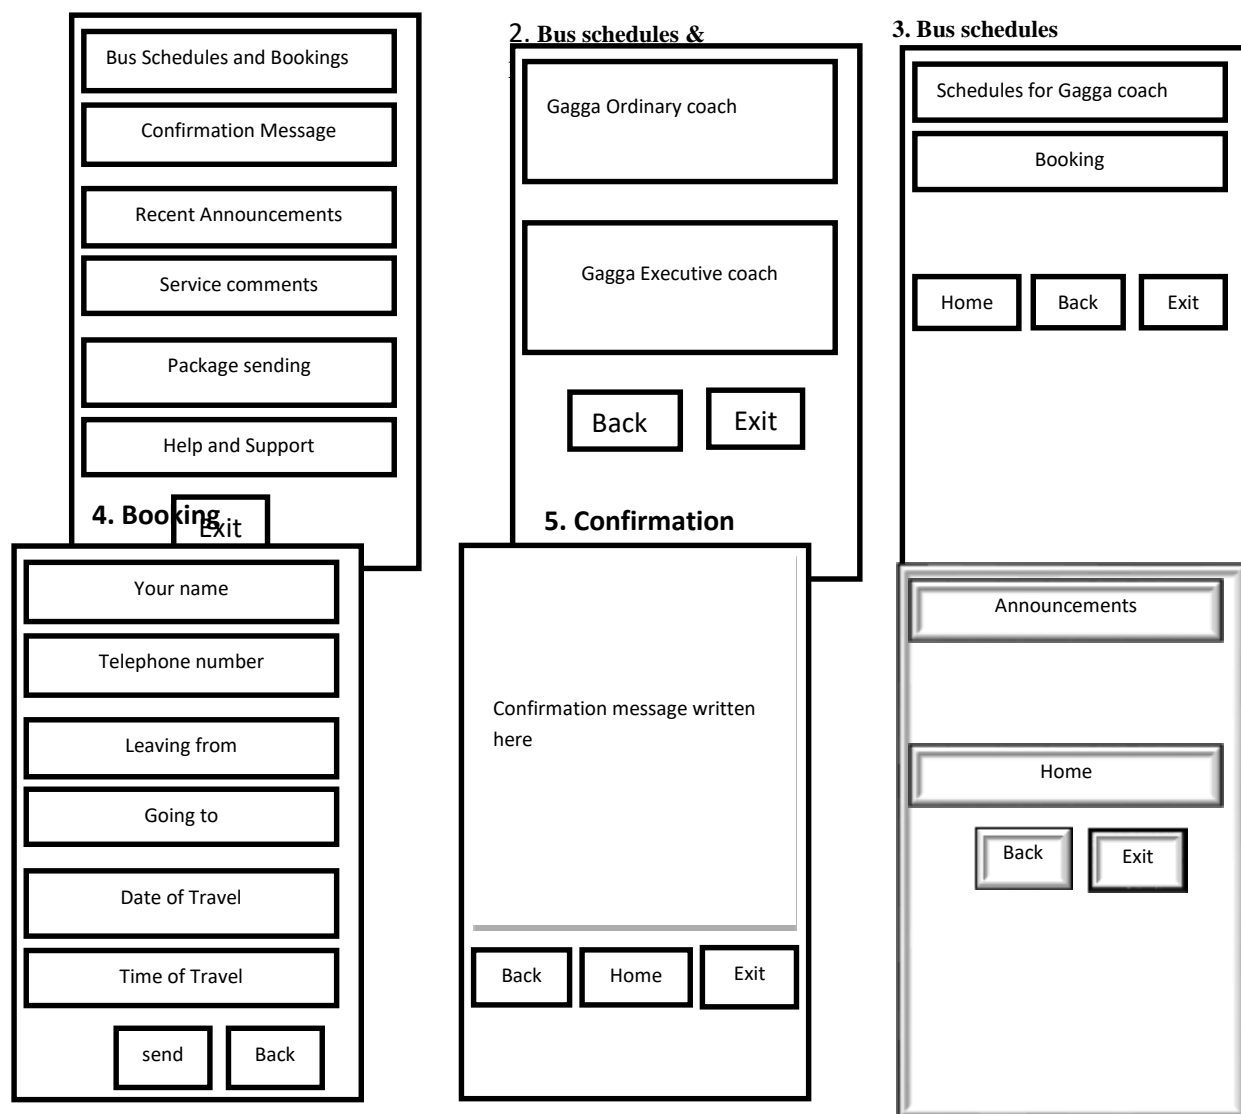 Bus Schedules and Bookings
Confirmation Message
Recent Announcements
Service comments
Package sending
Help and Support
Exit
2. Bus schedules &
Gagga Ordinary coach
Gagga Executive coach
Back
Exit
3. Bus schedules
Schedules for Gagga coach
Booking
Home
Back
Exit
4. Booking
Your name
Telephone number
Leaving from
Going to
Date of Travel
Time of Travel
send
Back
5. Confirmation
Confirmation message written
here
Back
Home
Exit
Announcements
Home
Back
Exit